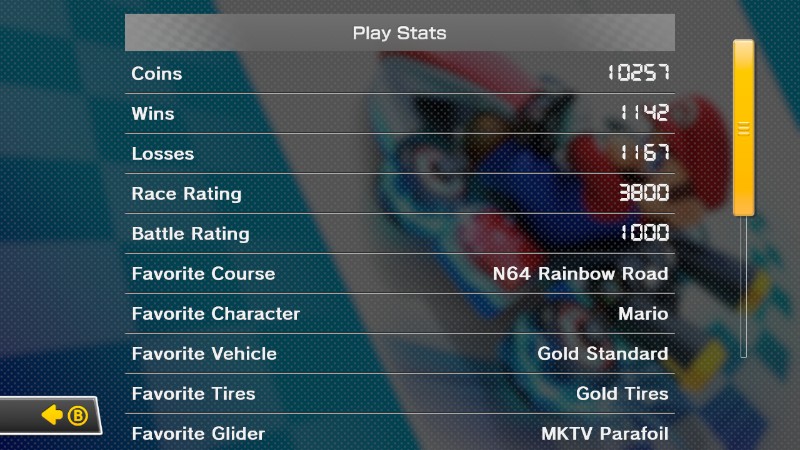 Play Stats
Coins 10257
Wins 1142
Losses 1167
Race Rating 3800
Battle Rating 1000
Favorite Course N64 Rainbow Road
Favorite Character Mario
Favorite Vehicle Gold Standard
Favorite Tires Gold Tires
Favorite Glider MKTV Parafoil
B